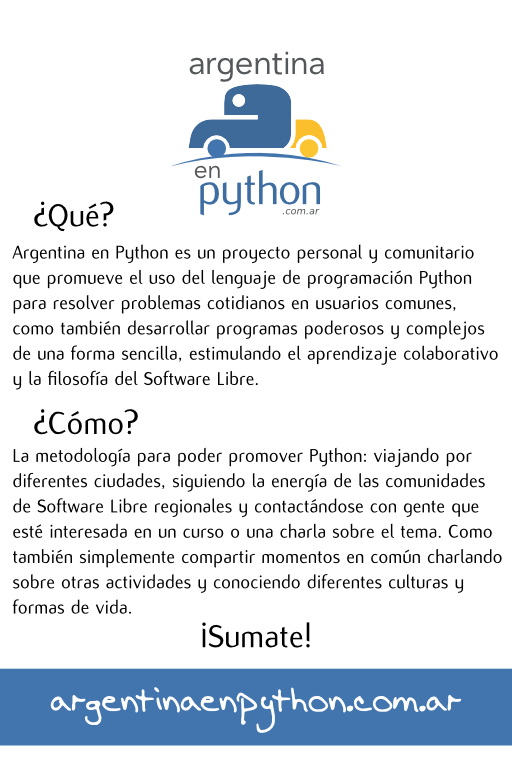 argentina
en
python
.com.ar
¿Qué?
Argentina en Python es un proyecto personal y comunitario
que promueve el uso del lenguaje de programación Python
para resolver problemas cotidianos en usuarios comunes,
como también desarrollar programas poderosos y complejos
de una forma sencilla, estimulando el aprendizaje colaborativo
y la filosofía del Software Libre.
¿Cómo?
La metodología para poder promover Python: viajando por
diferentes ciudades, siguiendo la energía de las comunidades
de Software Libre regionales y contactándose con gente que
esté interesada en un curso o una charla sobre el tema. Como
también simplemente compartir momentos en común charlando
sobre otras actividades y conociendo diferentes culturas y
formas de vida.
¡Sumate!
argentinaenpython.com.ar